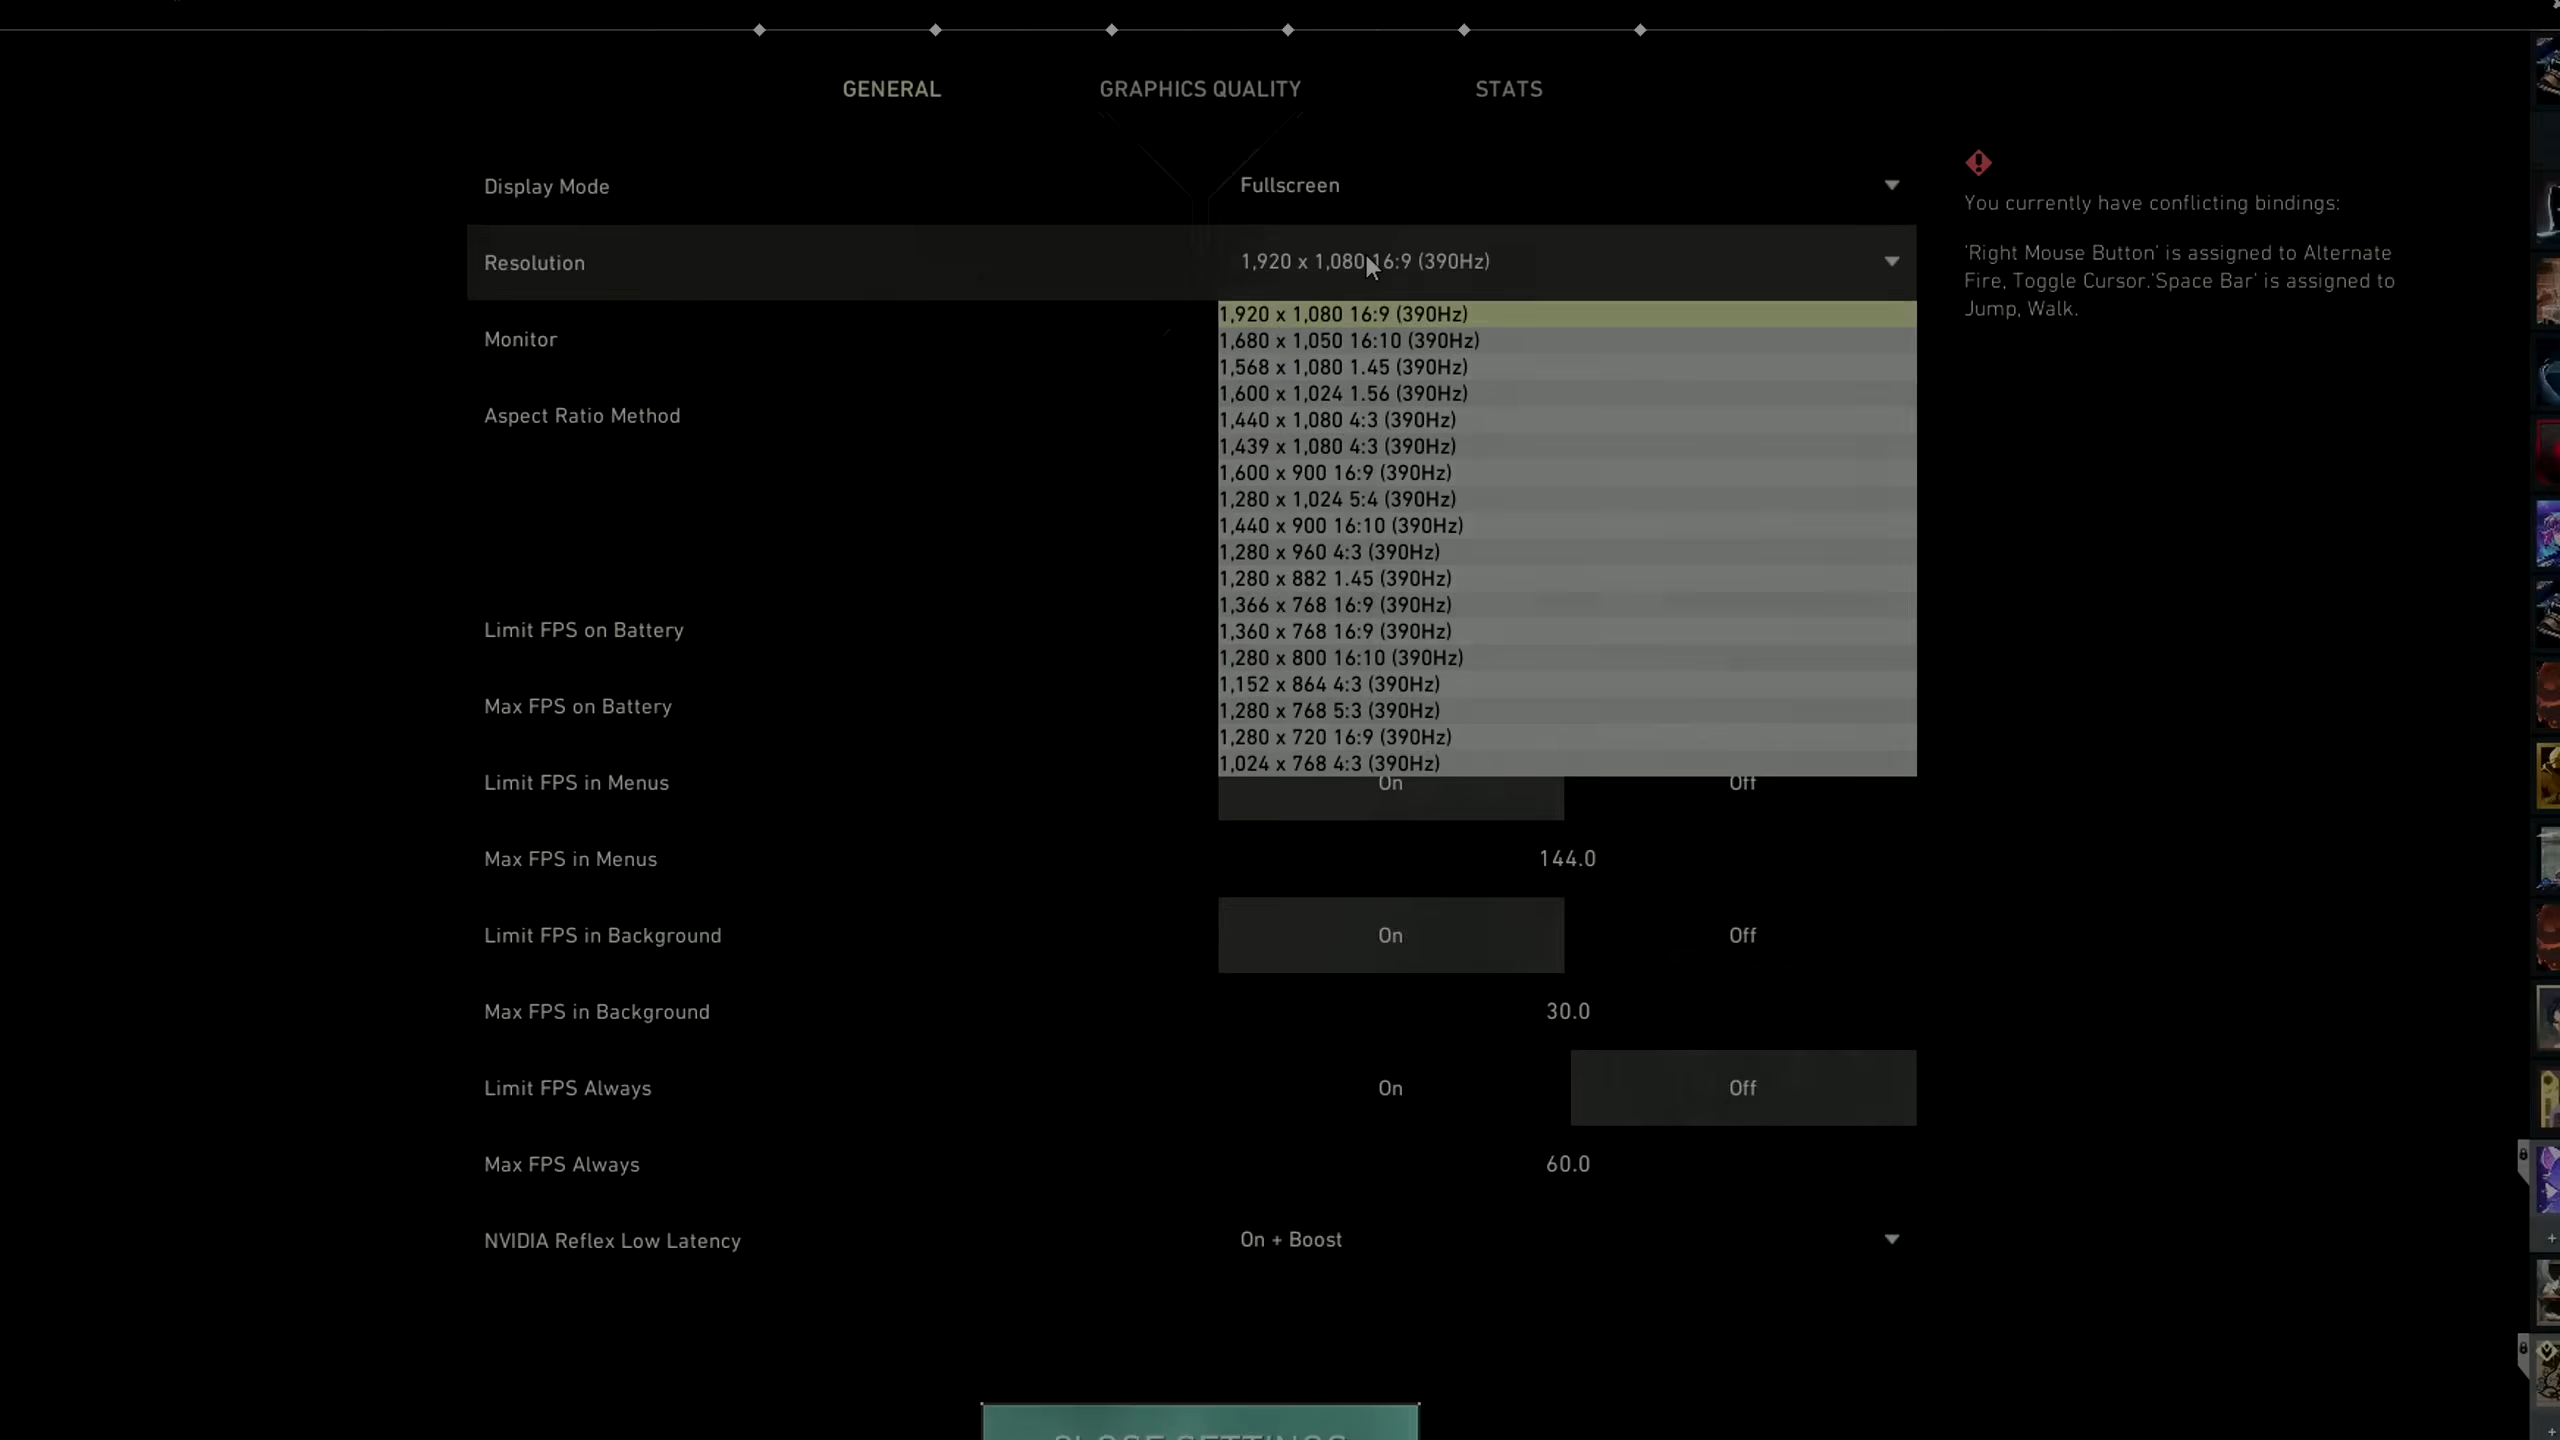 GENERAL
GRAPHICS QUALITY
STATS
Display Mode
Fullscreen
Resolution
1,920 x 1,080 16:9 (390Hz)
1,920 x 1,080 16:9 (390Hz)
1,680 x 1,050 16:10 (390Hz)
1,568 x 1,080 1.45 (390Hz)
1,600 x 1,024 1.56 (390Hz)
1,440 x 1,080 4:3 (390Hz)
1,439 x 1,080 4:3 (390Hz)
1,600 x 900 16:9 (390Hz)
1,280 x 1,024 5:4 (390Hz)
1,440 x 900 16:10 (390Hz)
1,280 x 960 4:3 (390Hz)
1,280 x 882 1.45 (390Hz)
1,366 x 768 16:9 (390Hz)
1,360 x 768 16:9 (390Hz)
1,280 x 800 16:10 (390Hz)
1,152 x 864 4:3 (390Hz)
1,280 x 768 5:3 (390Hz)
1,280 x 720 16:9 (390Hz)
1,024 x 768 4:3 (390Hz)
Monitor
Aspect Ratio Method
Limit FPS on Battery
Max FPS on Battery
Limit FPS in Menus
On
Off
Max FPS in Menus
144.0
Limit FPS in Background
On
Off
Max FPS in Background
30.0
Limit FPS Always
On
Off
Max FPS Always
60.0
NVIDIA Reflex Low Latency
On + Boost
You currently have conflicting bindings:
'Right Mouse Button' is assigned to Alternate
Fire, Toggle Cursor.'Space Bar' is assigned to
Jump, Walk.
CLOSE SETTINGS